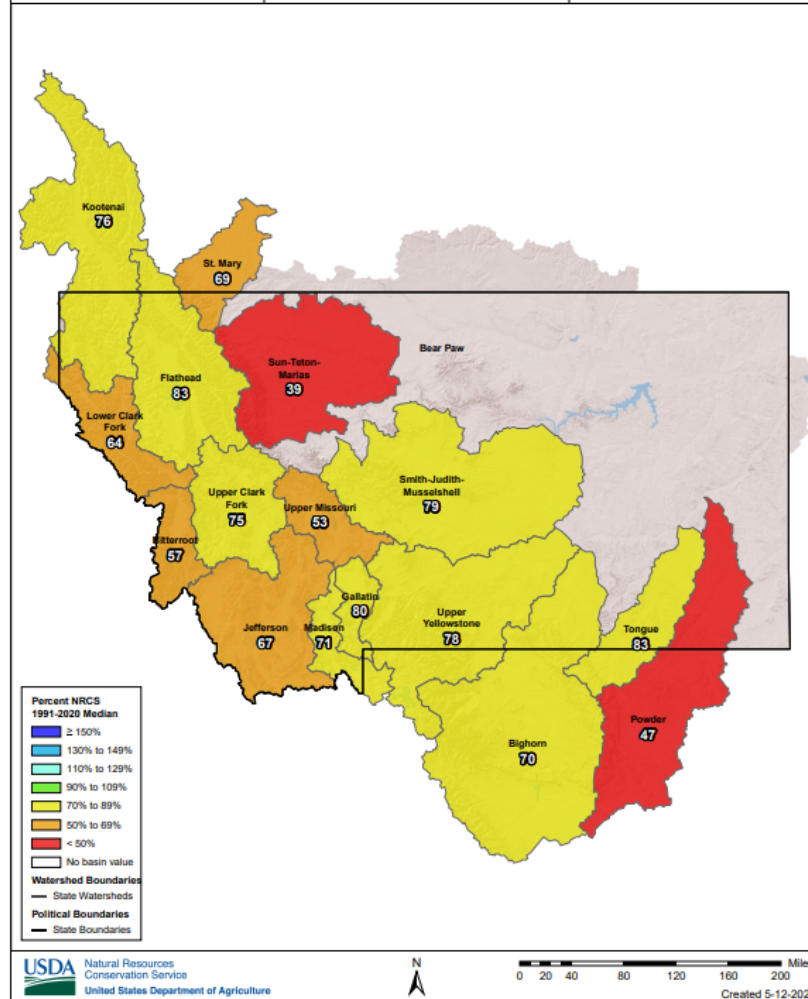 Kootenai
76
St. Mary
69
Bear Paw
Sun-Teton-
Marias
39
Flathead
83
Lower Clark
Fork
64
Smith-Judith-
Musselshell
79
Upper Clark
Fork
75
Upper Missouri
53
Bitterroot
57
Gallatin
80
Upper
Yellowstone
78
Jefferson
67
Madison
71
Tongue
83
Powder
47
Bighorn
70
Percent NRCS
1991-2020 Median
≥ 150%
130% to 149%
110% to 129%
90% to 109%
70% to 89%
50% to 69%
< 50%
No basin value
Watershed Boundaries
State Watersheds
Political Boundaries
State Boundaries
USDA
Natural Resources
Conservation Service
United States Department of Agriculture
N
Mile
0 20 40 80 120 160 200
Created 5-12-202